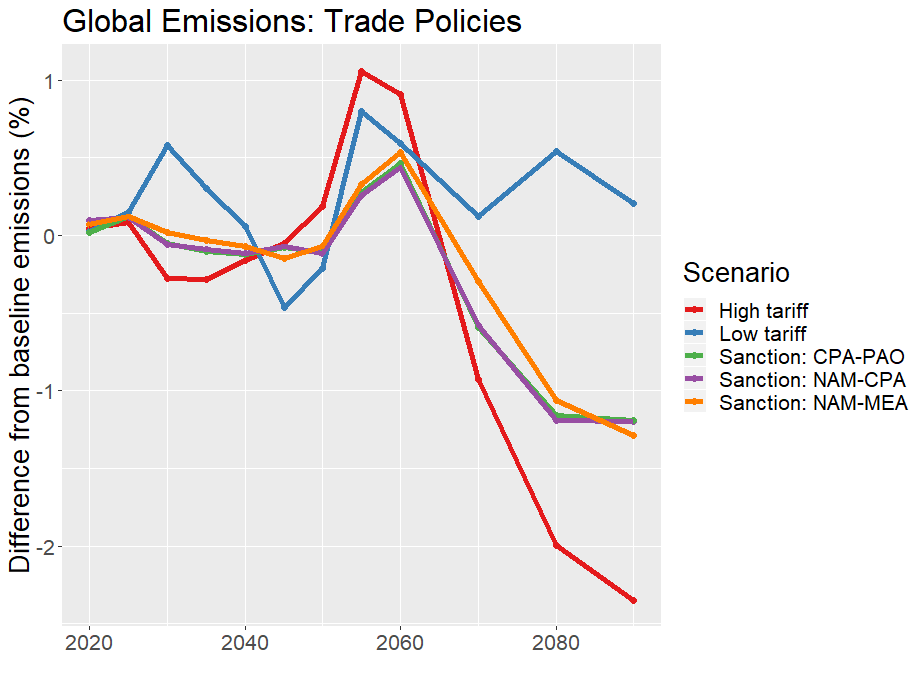 Global Emissions: Trade Policies
Difference from baseline emissions (%)
1
0
-1
-2
2020 2040 2060 2080
Scenario
High tariff
Low tariff
Sanction: CPA-PAO
Sanction: NAM-CPA
Sanction: NAM-MEA